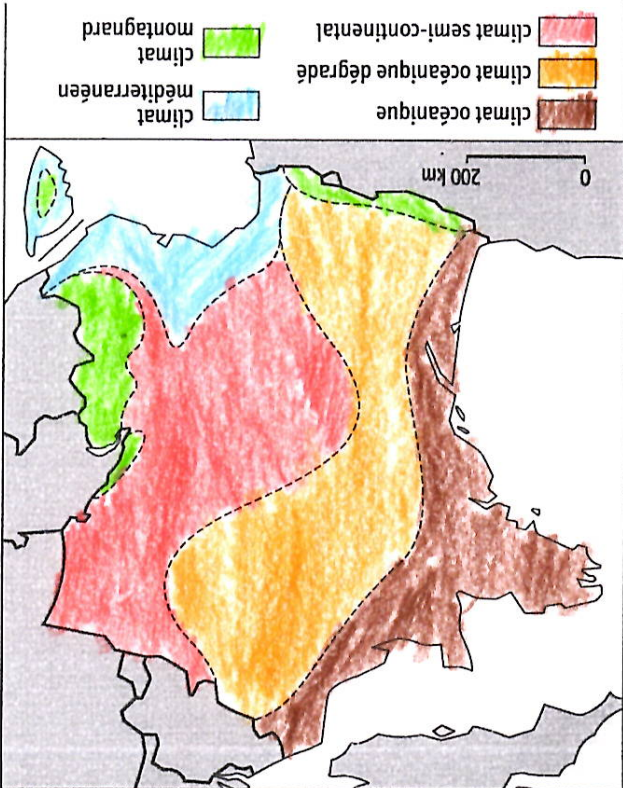 0 200 km
climat océanique
climat océanique dégradé
climat semi-continental
climat
méditerranéen
climat
montagnard